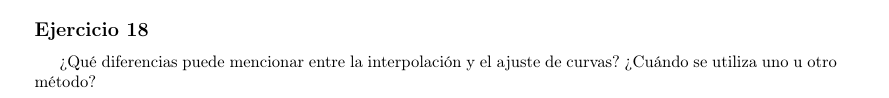 Ejercicio 18
¿Qué diferencias puede mencionar entre la interpolación y el ajuste de curvas? ¿Cuándo se utiliza uno u otro
método?